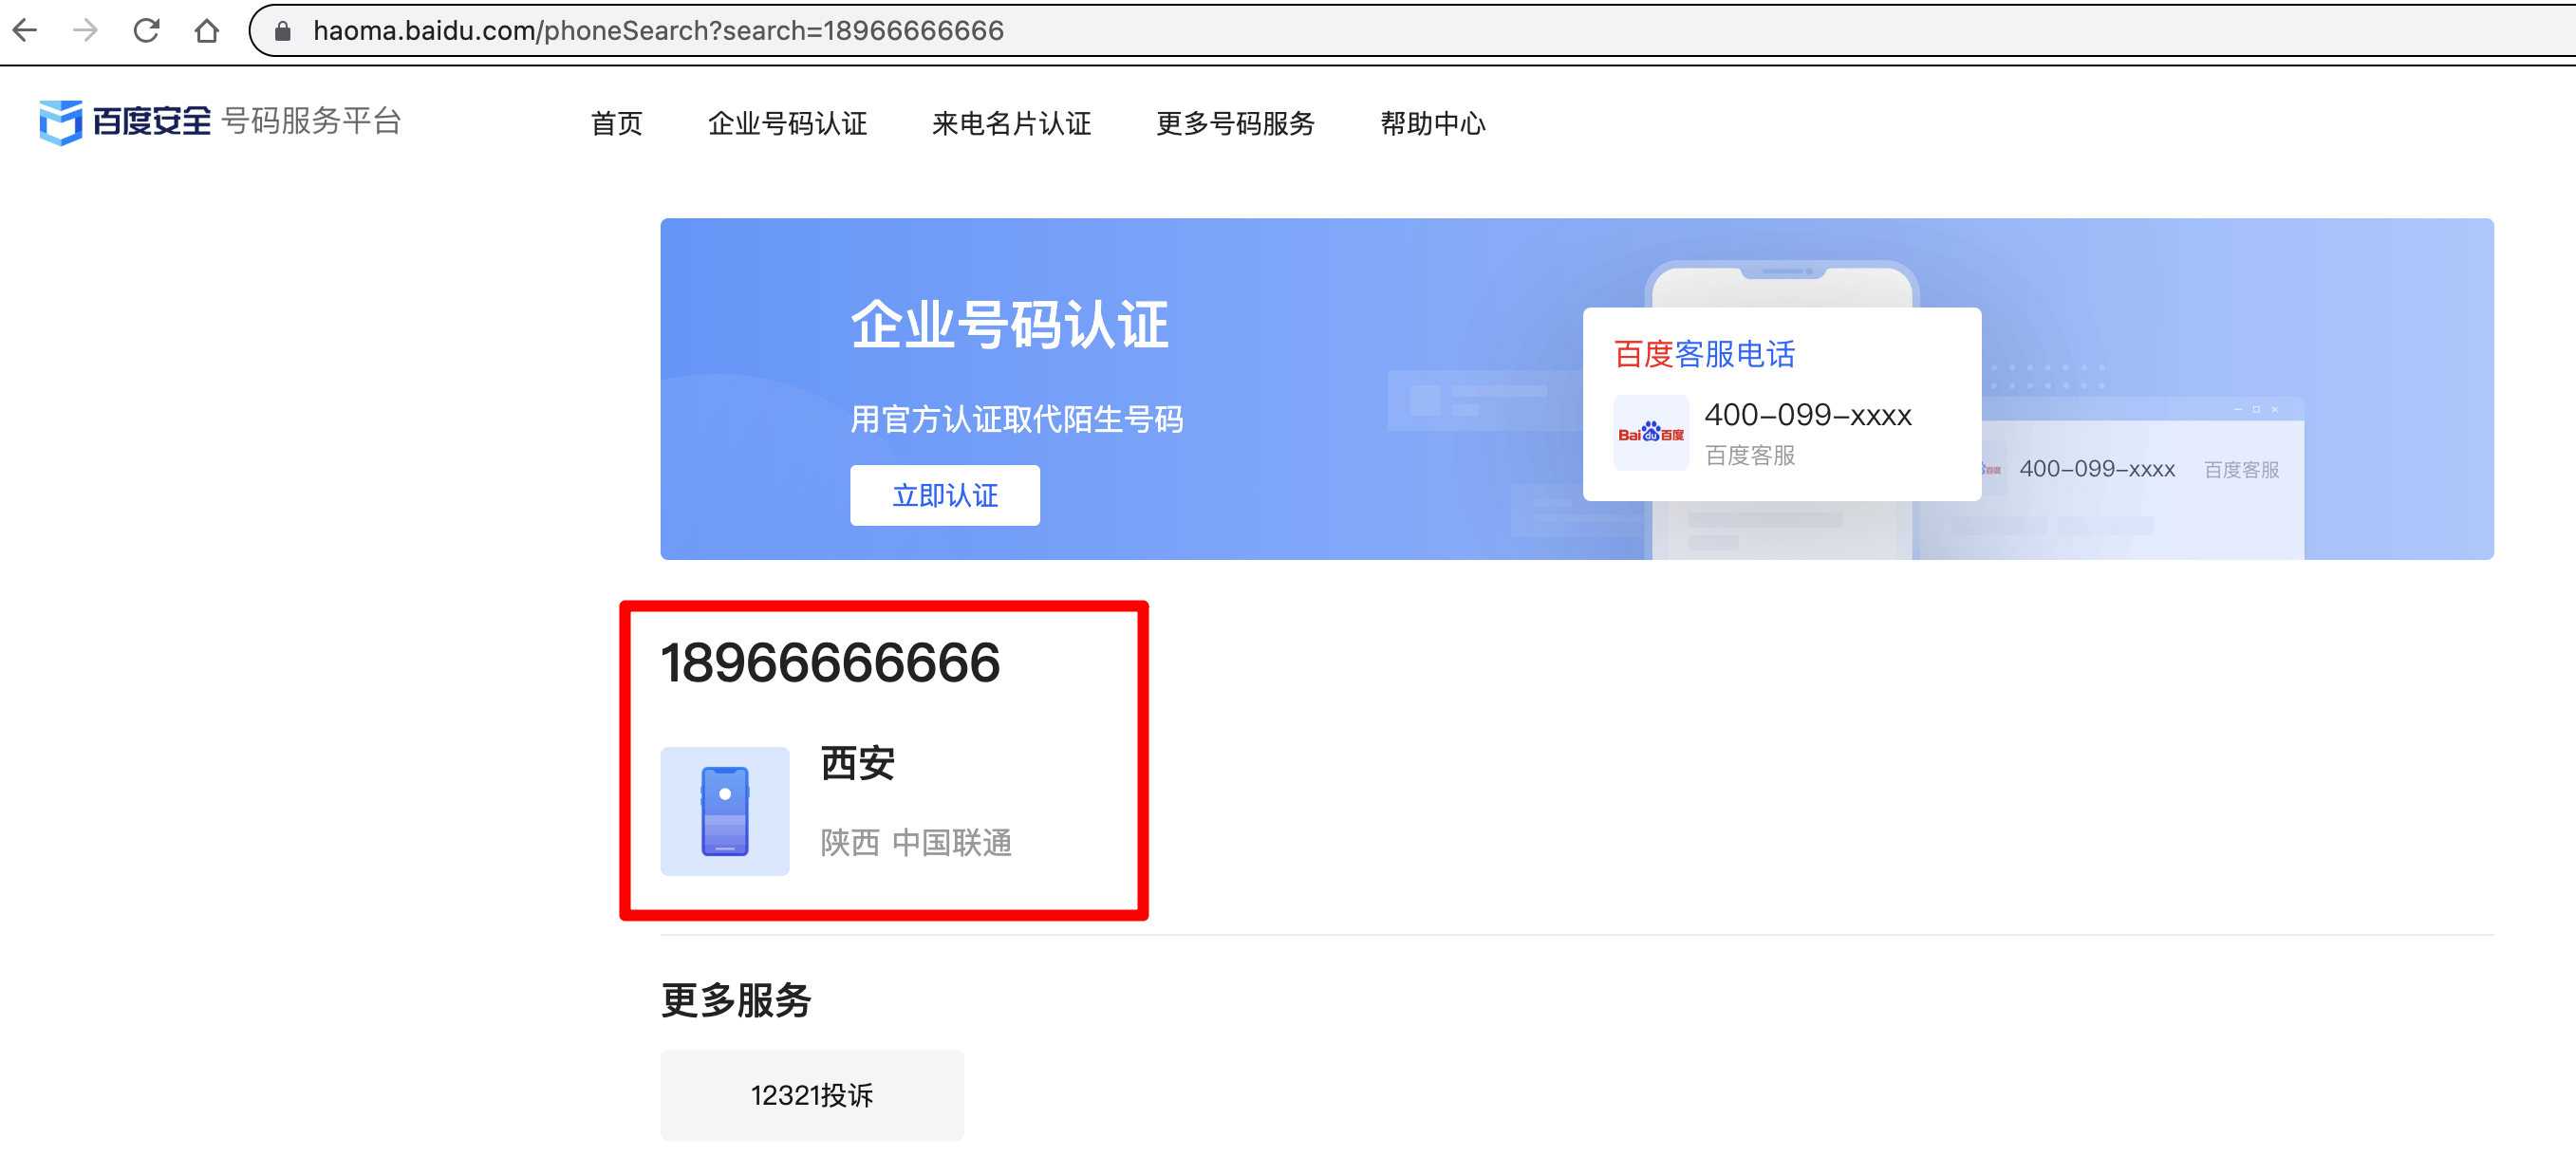 haoma.baidu.com/phoneSearch?search=18966666666
百度安全 号码服务平台 首页 企业号码认证 来电名片认证 更多号码服务 帮助中心
企业号码认证
用官方认证取代陌生号码
立即认证
百度客服电话
Bai du 百度 400-099-xxxx
百度客服
百度 400-099-xxxx 百度客服
18966666666
西安
陕西 中国联通
更多服务
12321投诉